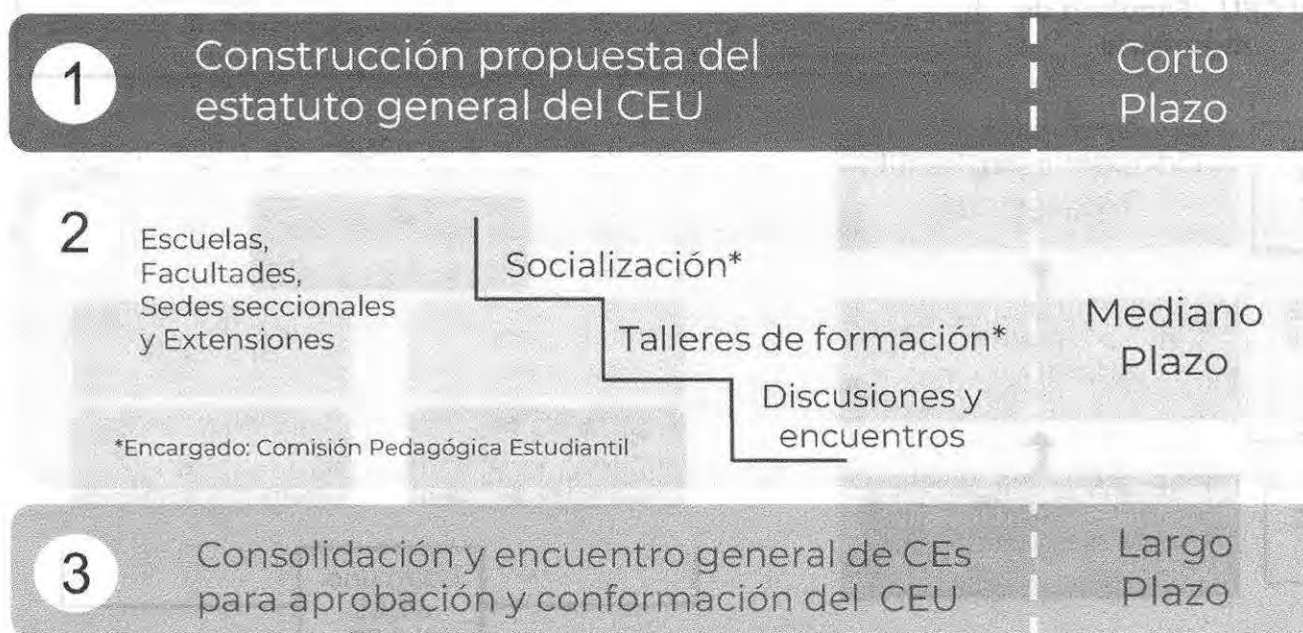 1
Construcción propuesta del
estatuto general del CEU
Corto
Plazo
2
Escuelas,
Facultades,
Sedes seccionales
y Extensiones
Socialización*
Talleres de formación*
Discusiones y
encuentros
*Encargado: Comisión Pedagógica Estudiantil
Mediano
Plazo
3
Consolidación y encuentro general de CEs
para aprobación y conformación del CEU
Largo
Plazo